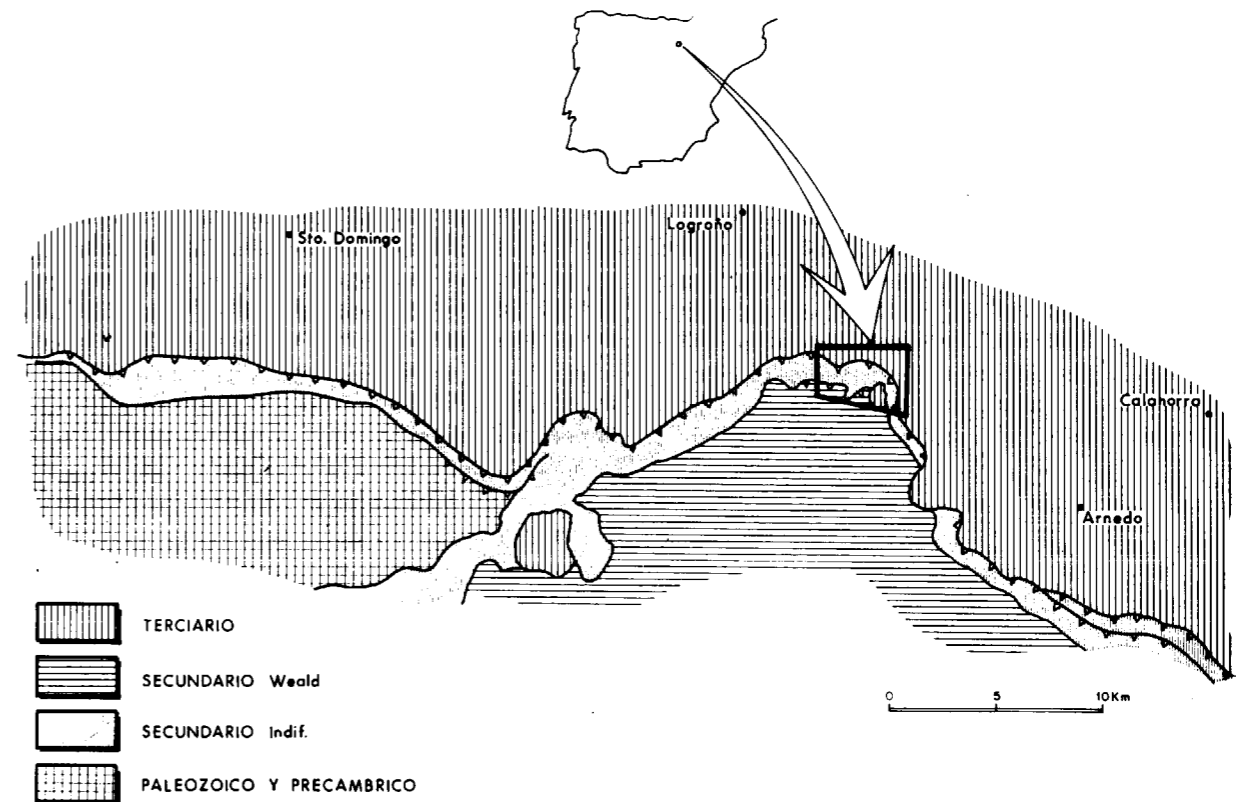 Sto. Domingo
Logroño
Calahorra
Arnedo
TERCIARIO
SECUNDARIO Weald
SECUNDARIO Indif.
PALEOZOICO Y PRECAMBRICO
0 5 10Km